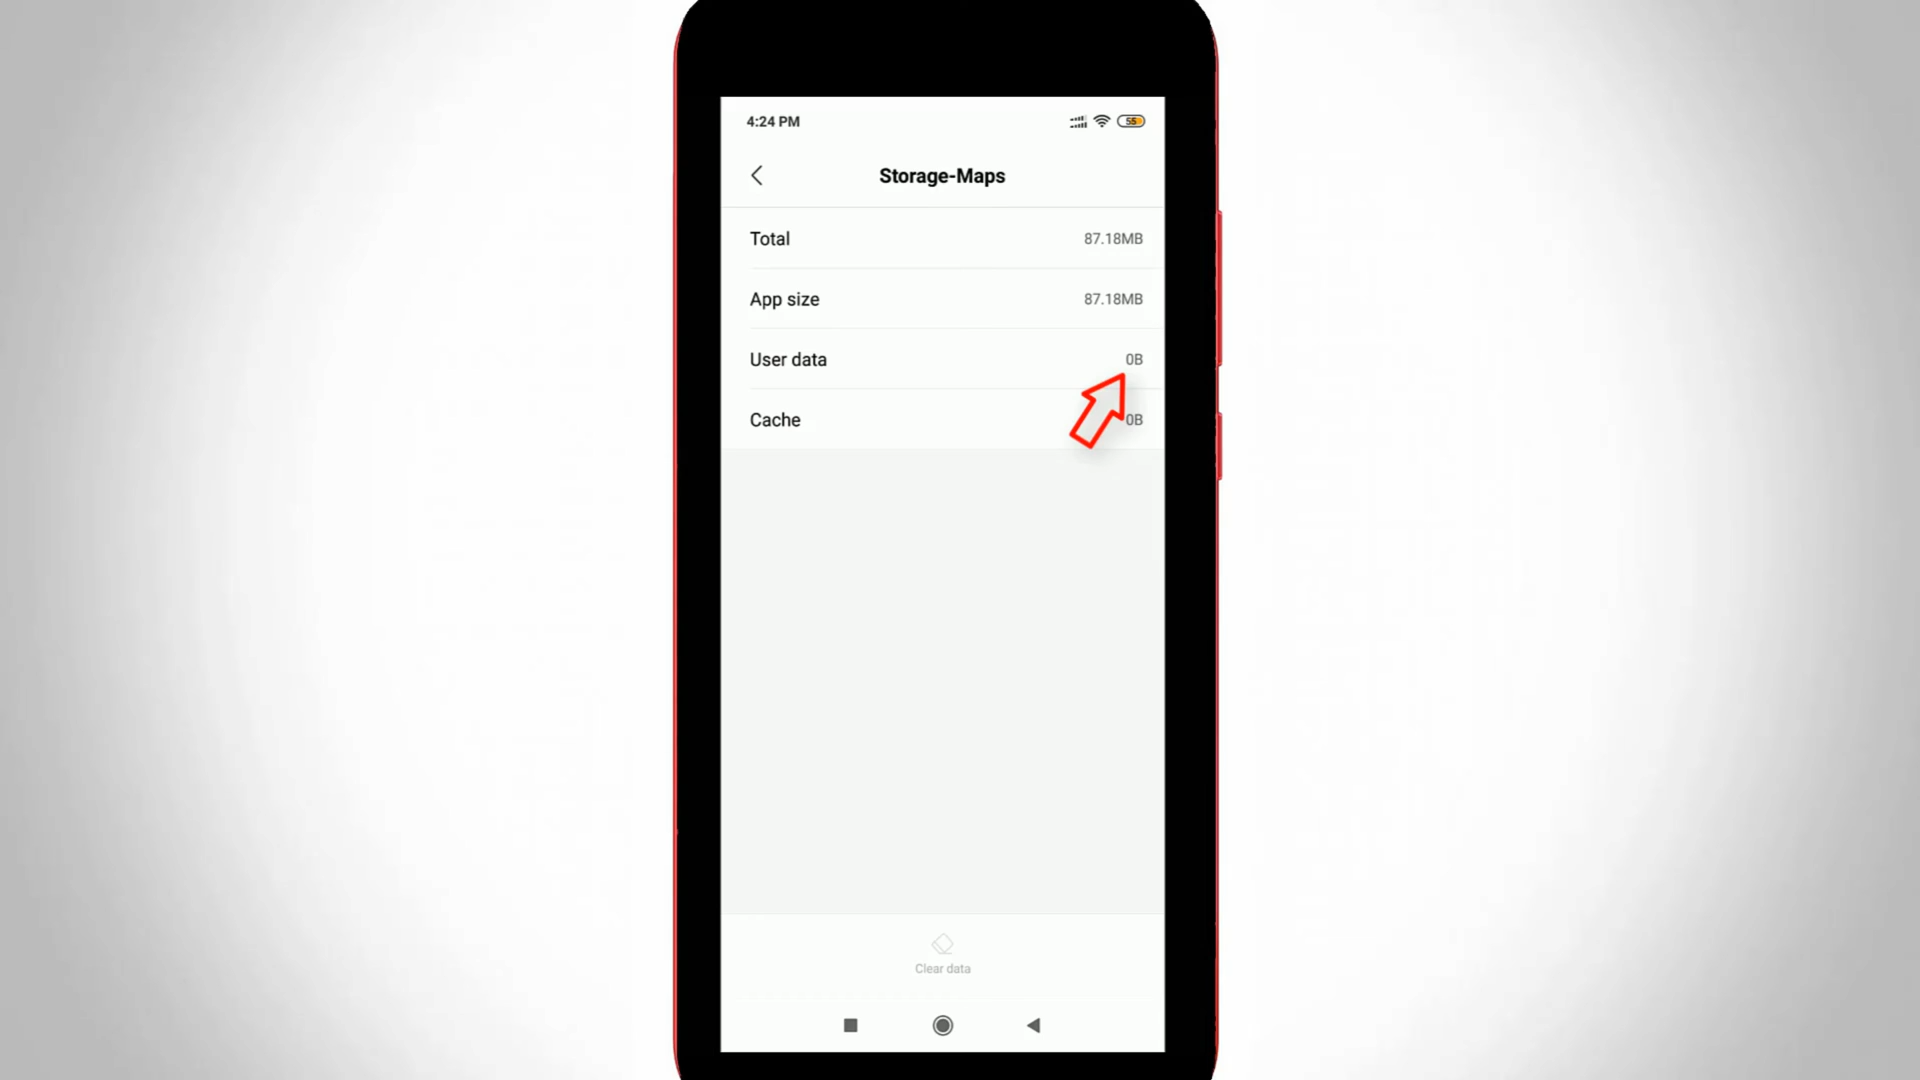 4:24 PM
55
Storage-Maps
Total 87.18MB
App size 87.18MB
User data 0B
Cache 0B
Clear data